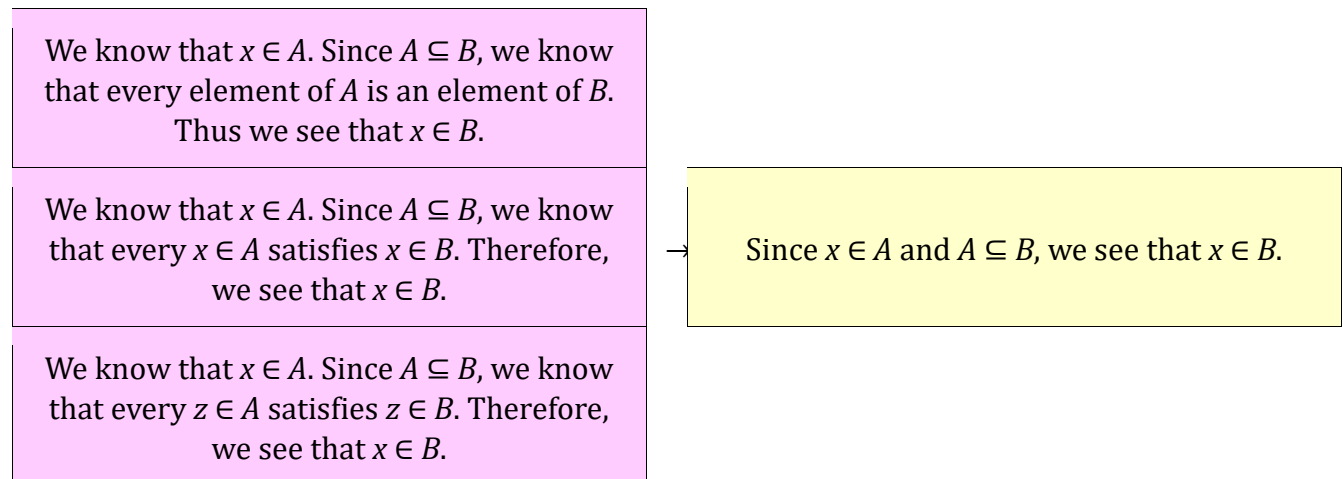 We know that x ∈ A. Since A ⊆ B, we know
that every element of A is an element of B.
Thus we see that x ∈ B.
We know that x ∈ A. Since A ⊆ B, we know
that every x ∈ A satisfies x ∈ B. Therefore,
we see that x ∈ B.
→
Since x ∈ A and A ⊆ B, we see that x ∈ B.
We know that x ∈ A. Since A ⊆ B, we know
that every z ∈ A satisfies z ∈ B. Therefore,
we see that x ∈ B.